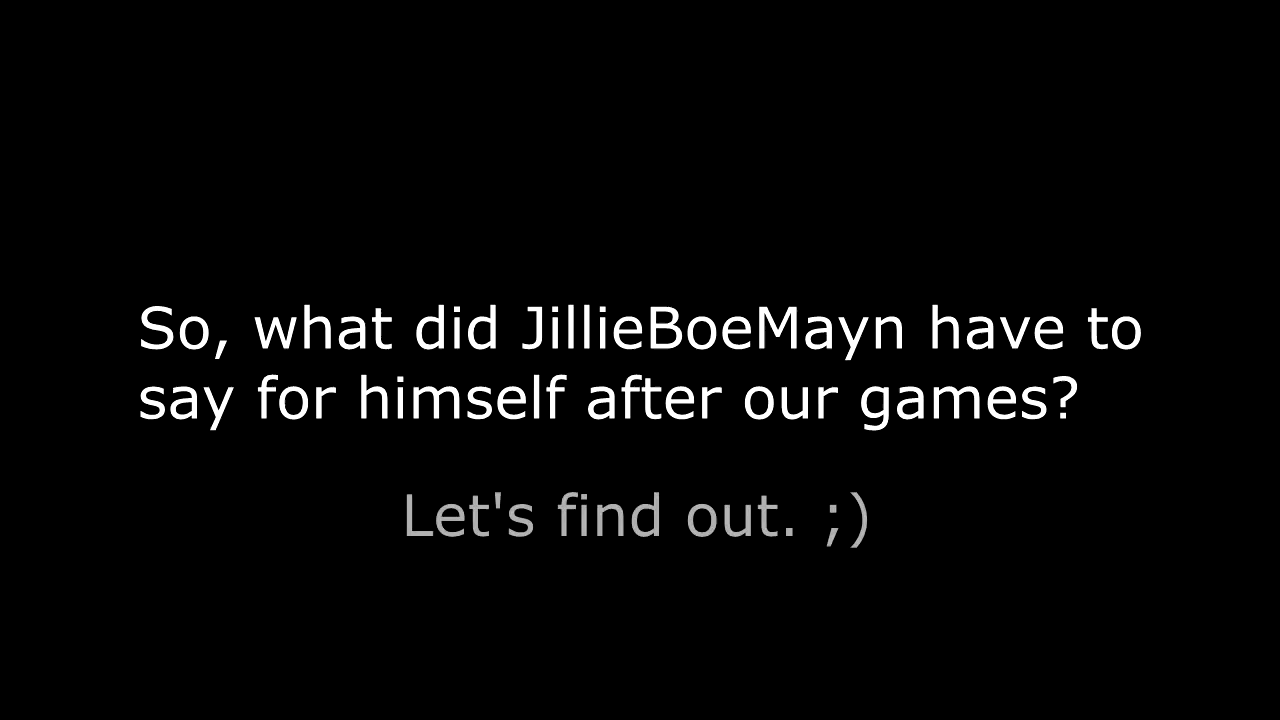 So, what did JillieBoeMayn have to
say for himself after our games?
Let's find out. ;)